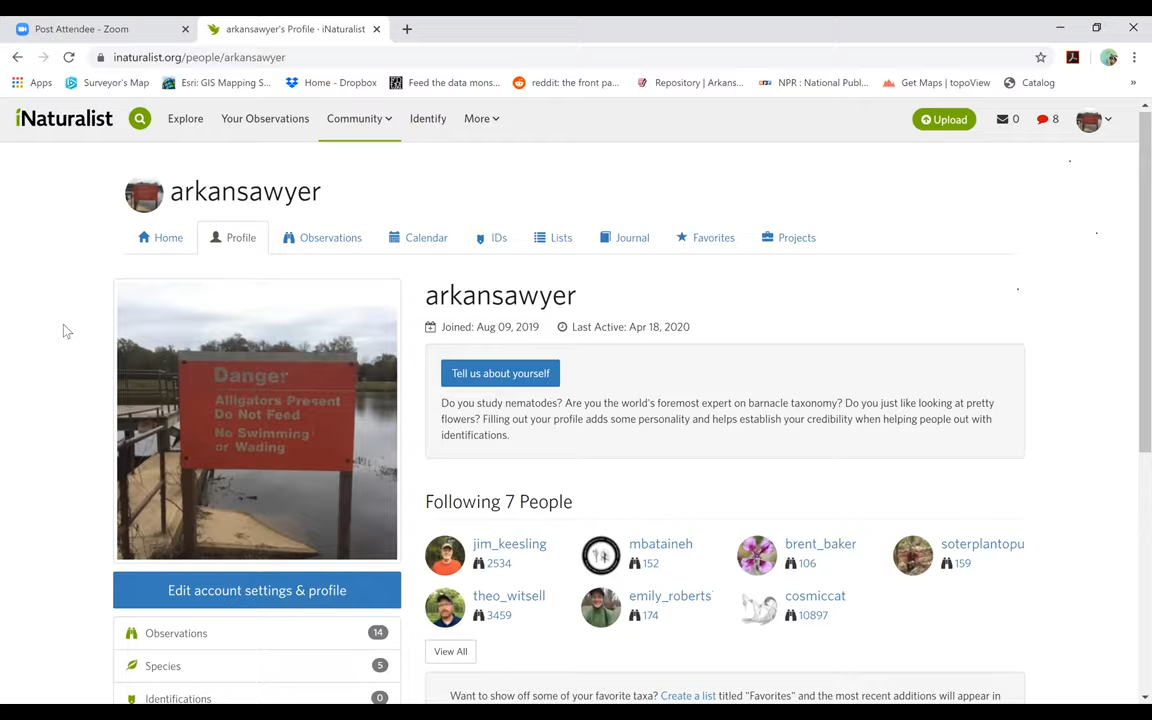 Post Attendee - Zoom
arkansawyer's Profile · iNaturalist
inaturalist.org/people/arkansawyer
Apps
Surveyor's Map
Esri: GIS Mapping S...
Home - Dropbox
Feed the data mons...
reddit: the front pa...
Repository | Arkans...
NPR : National Publ...
Get Maps | topoView
Catalog
iNaturalist
Explore
Your Observations
Community
Identify
More
Upload
0
8
arkansawyer
Home
Profile
Observations
Calendar
IDs
Lists
Journal
Favorites
Projects
Danger
Alligators Present
Do Not Feed
No Swimming
or Wading
Edit account settings & profile
Observations 14
Species 5
Identifications 0
arkansawyer
Joined: Aug 09, 2019 Last Active: Apr 18, 2020
Tell us about yourself
Do you study nematodes? Are you the world's foremost expert on barnacle taxonomy? Do you just like looking at pretty
flowers? Filling out your profile adds some personality and helps establish your credibility when helping people out with
identifications.
Following 7 People
jim_keesling
2534
mbataineh
152
brent_baker
106
soterplantopu
159
theo_witsell
3459
emily_roberts
174
cosmiccat
10897
View All
Want to show off some of your favorite taxa? Create a list titled "Favorites" and the most recent additions will appear in